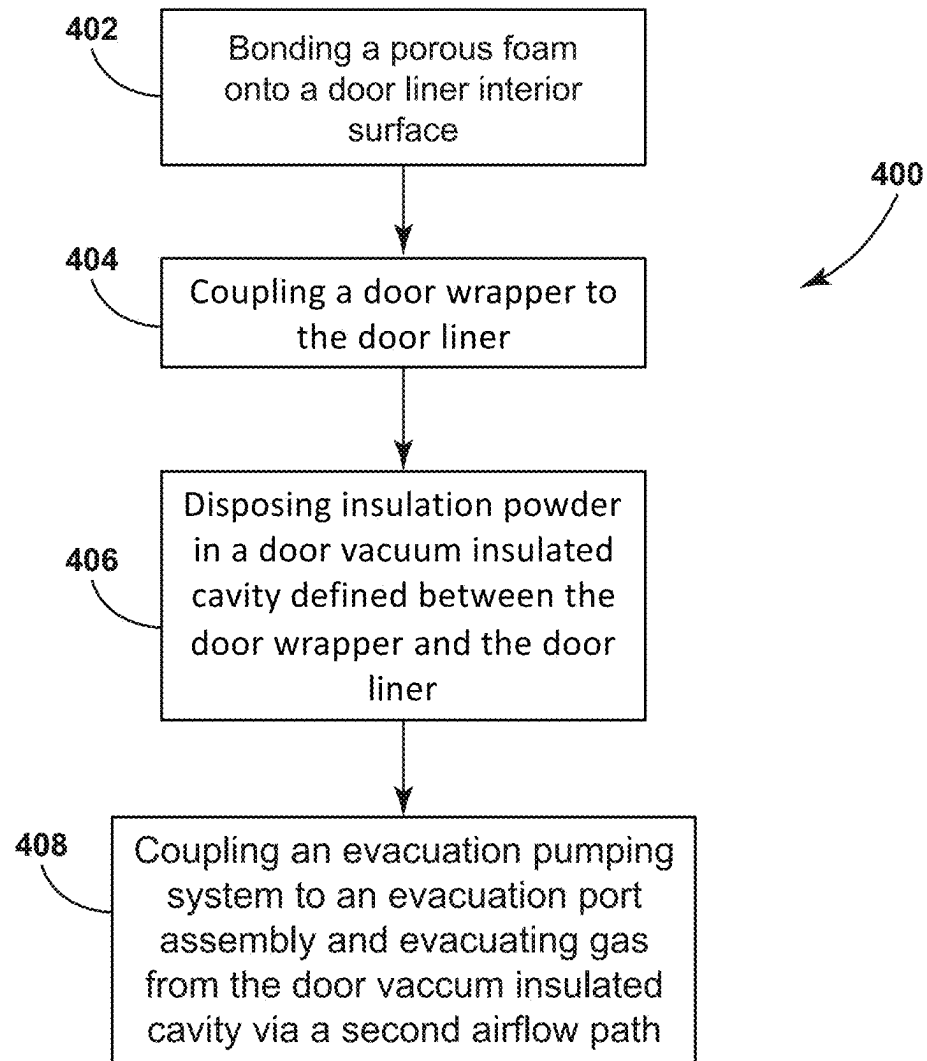 402
Bonding a porous foam
onto a door liner interior
surface
400
404
Coupling a door wrapper to
the door liner
406
Disposing insulation powder
in a door vacuum insulated
cavity defined between the
door wrapper and the door
liner
408
Coupling an evacuation pumping
system to an evacuation port
assembly and evacuating gas
from the door vaccum insulated
cavity via a second airflow path